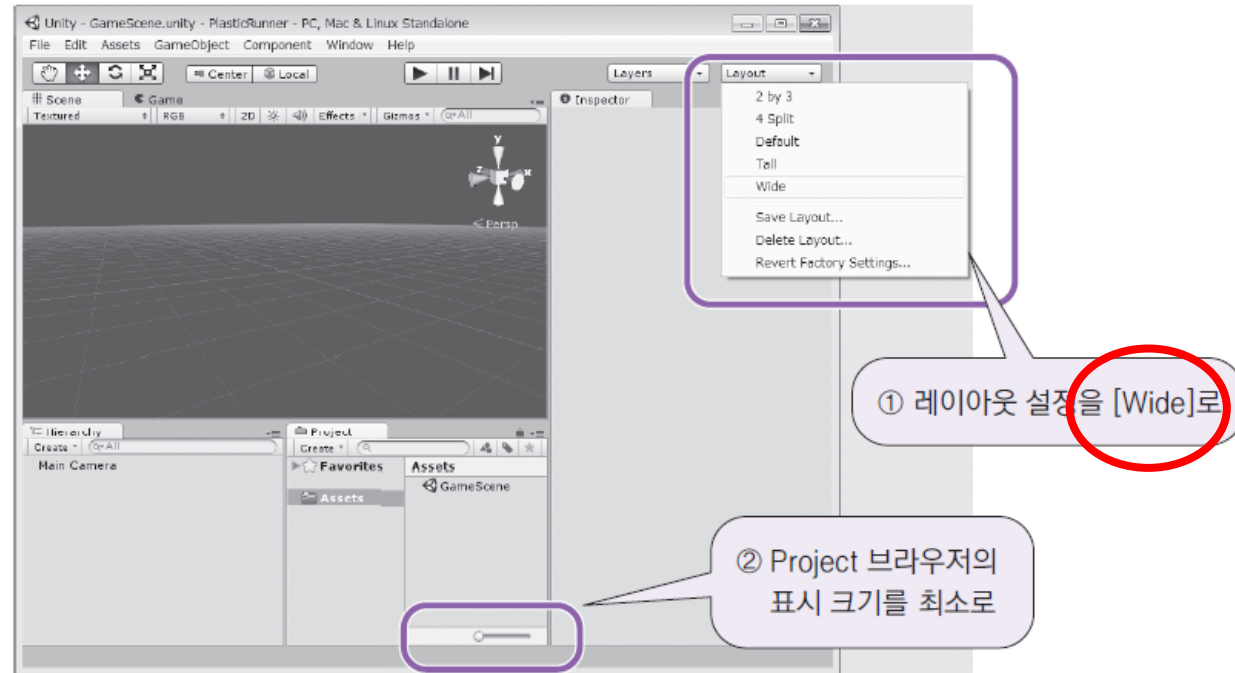 Unity - GameScene.unity - PlasticRunner - PC, Mac & Linux Standalone
File Edit Assets GameObject Component Window Help
Center Local Layers Layout
Scene Game Inspector
Textured RGB 2D Effects Gizmos All
2 by 3
4 Split
Default
Tall
Wide
Save Layout...
Delete Layout...
Revert Factory Settings...
y
z x
Persp
① 레이아웃 설정을 [Wide]로
Hierarchy Project
Create All Create
Main Camera Favorites Assets
GameScene
Assets
② Project 브라우저의
표시 크기를 최소로